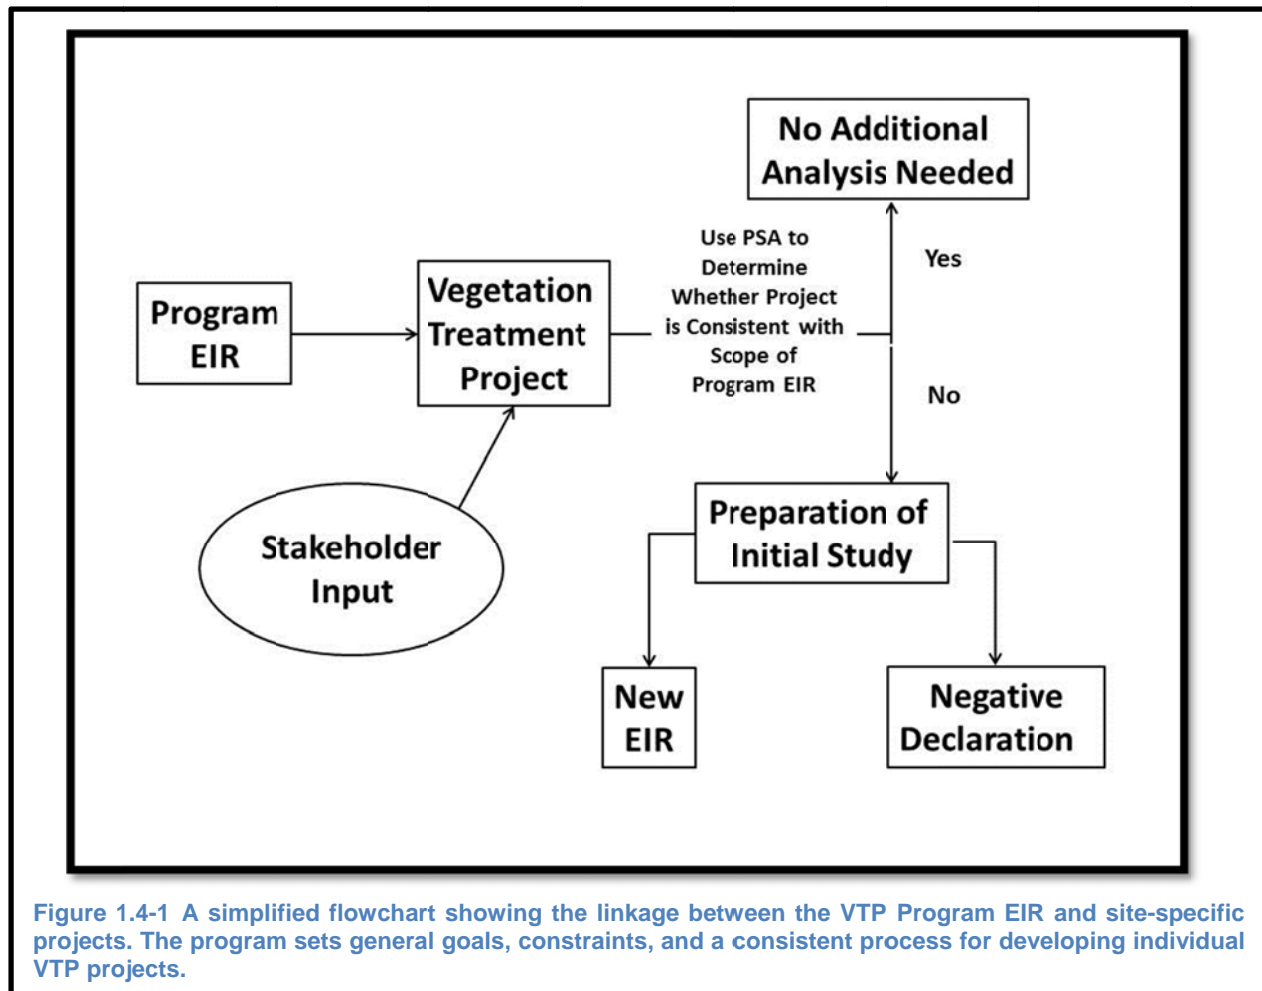 No Additional
Analysis Needed
Use PSA to
Determine
Whether Project
is Consistent with
Scope of
Program EIR
Yes
Vegetation
Treatment
Project
Program
EIR
No
Stakeholder
Input
Preparation of
Initial Study
New
EIR
Negative
Declaration
Figure 1.4-1 A simplified flowchart showing the linkage between the VTP Program EIR and site-specific
projects. The program sets general goals, constraints, and a consistent process for developing individual
VTP projects.